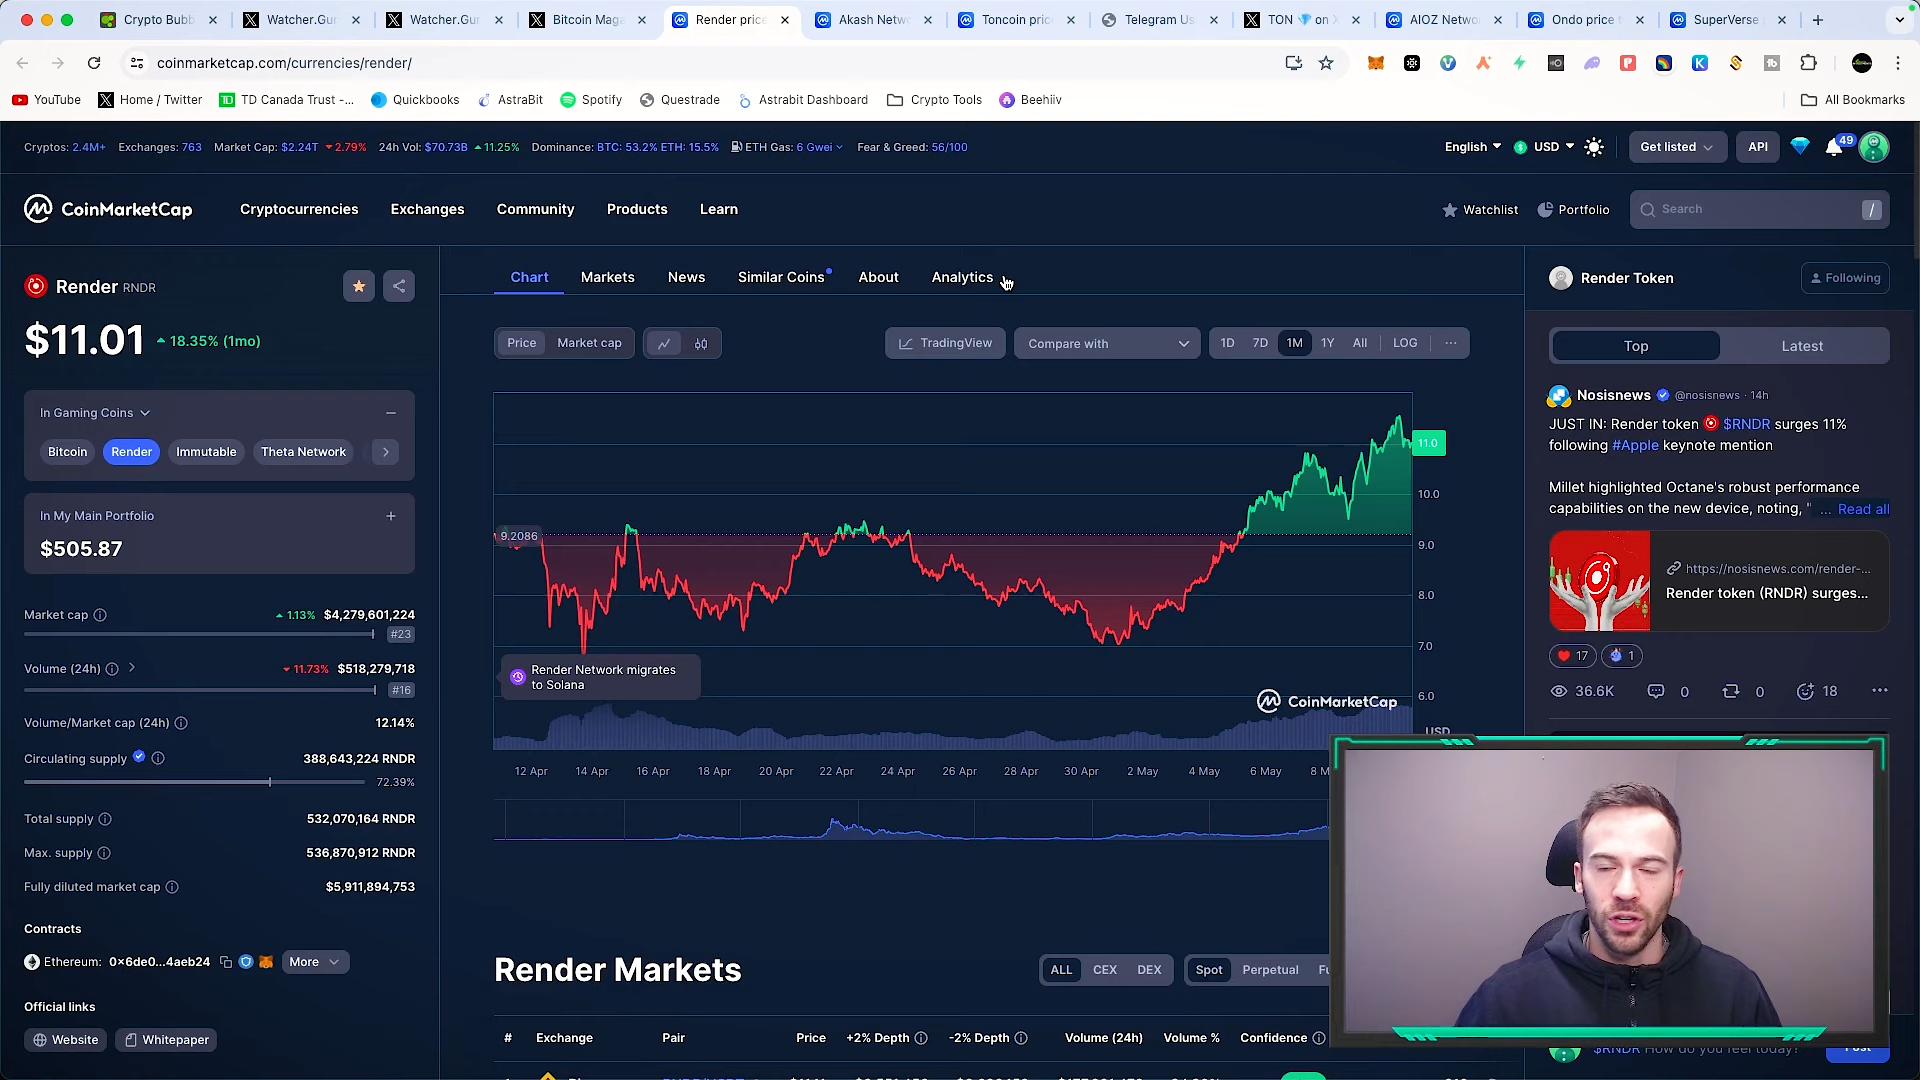 Crypto Bubb
Watcher.Gur
Watcher.Gur
Bitcoin Maga
Render price
Akash Netwo
Toncoin pric
Telegram Us
TON 💎 on X
AIOZ Networ
Ondo price t
SuperVerse
coinmarketcap.com/currencies/render/
YouTube
Home / Twitter
TD Canada Trust -...
Quickbooks
AstraBit
Spotify
Questrade
Astrabit Dashboard
Crypto Tools
Beehiiv
All Bookmarks
Cryptos: 2.4M+ Exchanges: 763 Market Cap: $2.24T 2.79% 24h Vol: $70.73B 11.25% Dominance: BTC: 53.2% ETH: 15.5% ETH Gas: 6 Gwei Fear & Greed: 56/100
English
USD
Get listed
API
49
CoinMarketCap
Cryptocurrencies
Exchanges
Community
Products
Learn
Watchlist
Portfolio
Search
/
Render RNDR
$11.01 18.35% (1mo)
In Gaming Coins
Bitcoin
Render
Immutable
Theta Network
In My Main Portfolio
$505.87
Market cap 1.13% $4,279,601,224
#23
Volume (24h) 11.73% $518,279,718
#16
Volume/Market cap (24h) 12.14%
Circulating supply 388,643,224 RNDR
72.39%
Total supply 532,070,164 RNDR
Max. supply 536,870,912 RNDR
Fully diluted market cap $5,911,894,753
Contracts
Ethereum: 0x6de0...4aeb24
More
Official links
Website
Whitepaper
Chart
Markets
News
Similar Coins
About
Analytics
Price
Market cap
TradingView
Compare with
1D
7D
1M
1Y
All
LOG
11.0
10.0
9.2086
9.0
8.0
7.0
6.0
Render Network migrates
to Solana
CoinMarketCap
USD
12 Apr
14 Apr
16 Apr
18 Apr
20 Apr
22 Apr
24 Apr
26 Apr
28 Apr
30 Apr
2 May
4 May
6 May
8 M
Render Markets
ALL
CEX
DEX
Spot
Perpetual
Fu
# Exchange Pair Price +2% Depth -2% Depth Volume (24h) Volume % Confidence
Render Token
Following
Top
Latest
Nosisnews @nosisnews · 14h
JUST IN: Render token $RNDR surges 11%
following #Apple keynote mention
Millet highlighted Octane's robust performance
capabilities on the new device, noting, " ... Read all
https://nosisnews.com/render-...
Render token (RNDR) surges...
17
1
36.6K
0
0
18
$RNDR How do you feel today?
Post